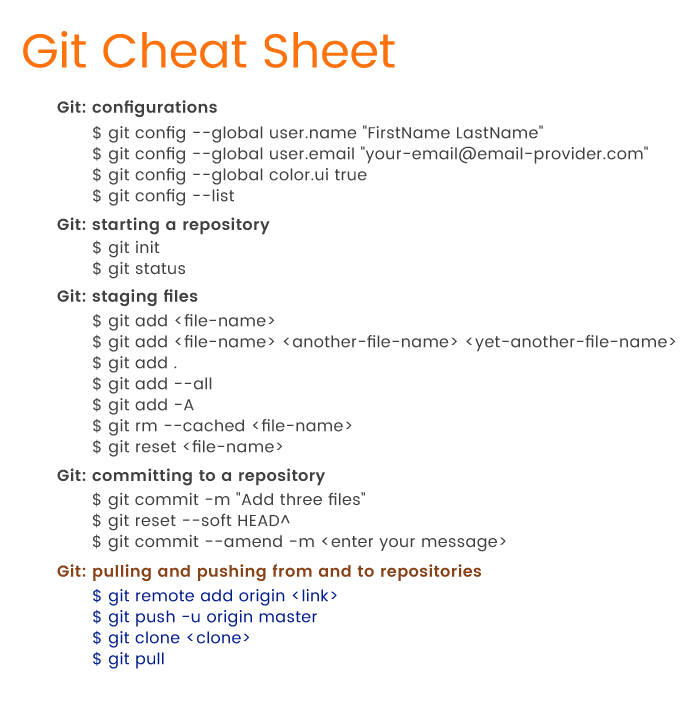 Git Cheat Sheet
Git: configurations
$ git config --global user.name "FirstName LastName"
$ git config --global user.email "your-email@email-provider.com"
$ git config --global color.ui true
$ git config --list
Git: starting a repository
$ git init
$ git status
Git: staging files
$ git add <file-name>
$ git add <file-name> <another-file-name> <yet-another-file-name>
$ git add .
$ git add --all
$ git add -A
$ git rm --cached <file-name>
$ git reset <file-name>
Git: committing to a repository
$ git commit -m "Add three files"
$ git reset --soft HEAD^
$ git commit --amend -m <enter your message>
Git: pulling and pushing from and to repositories
$ git remote add origin <link>
$ git push -u origin master
$ git clone <clone>
$ git pull